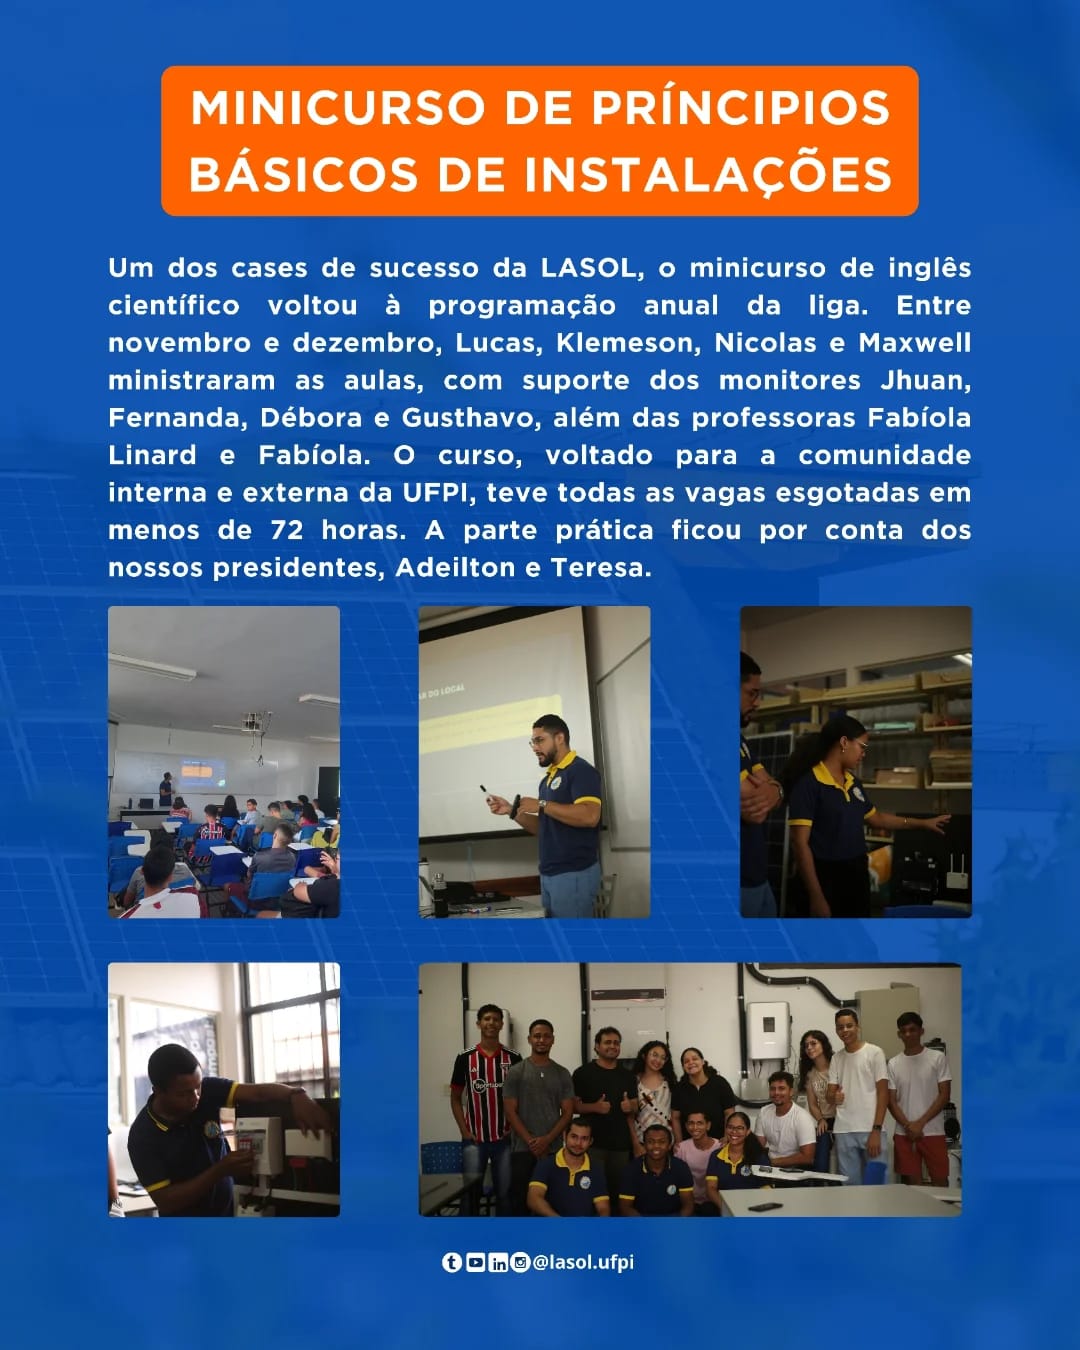 MINICURSO DE PRÍNCIPIOS
BÁSICOS DE INSTALAÇÕES
Um dos cases de sucesso da LASOL, o minicurso de inglês
científico voltou à programação anual da liga. Entre
novembro e dezembro, Lucas, Klemeson, Nicolas e Maxwell
ministraram as aulas, com suporte dos monitores Jhuan,
Fernanda, Débora e Gusthavo, além das professoras Fabíola
Linard e Fabíola. O curso, voltado para a comunidade
interna e externa da UFPI, teve todas as vagas esgotadas em
menos de 72 horas. A parte prática ficou por conta dos
nossos presidentes, Adeilton e Teresa.
AR DO LOCAL
@lasol.ufpi